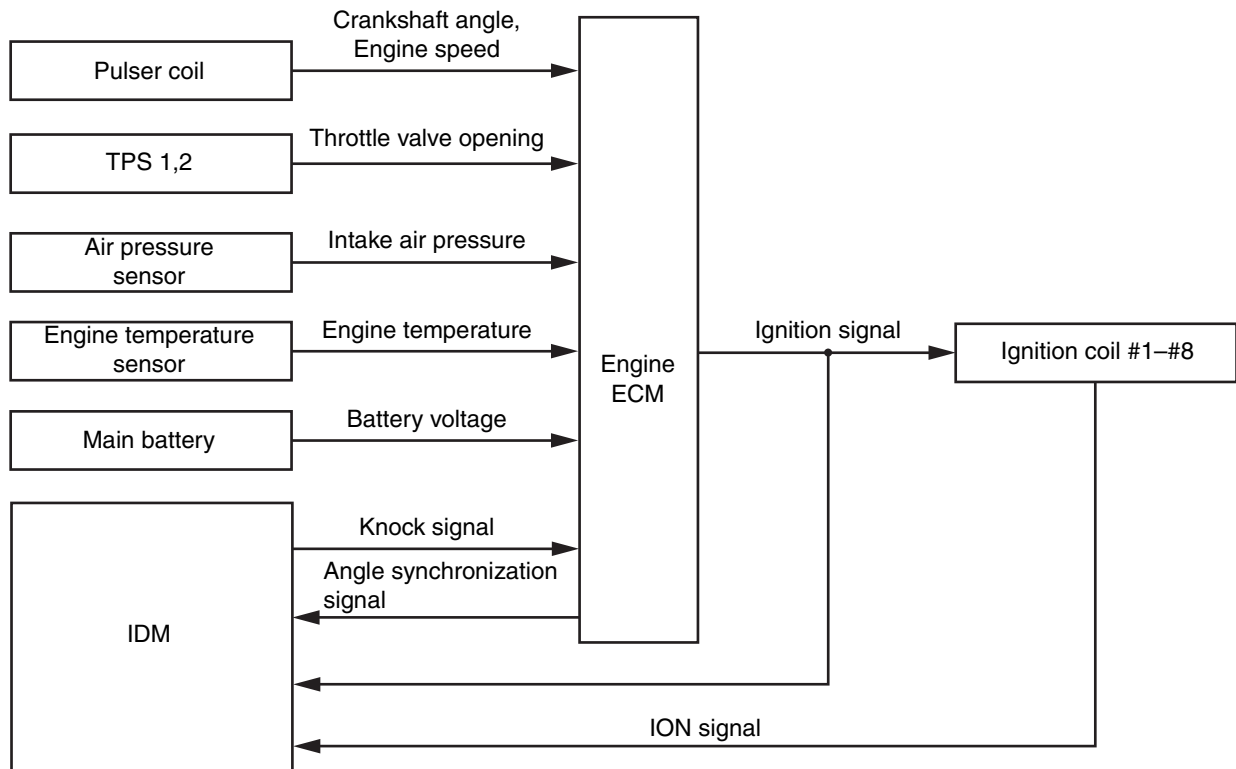 Crankshaft angle,
Engine speed
Pulser coil
Throttle valve opening
TPS 1,2
Air pressure
sensor
Intake air pressure
Engine temperature
sensor
Engine temperature
Main battery
Battery voltage
Engine
ECM
Ignition signal
Ignition coil #1–#8
Knock signal
Angle synchronization
signal
IDM
ION signal